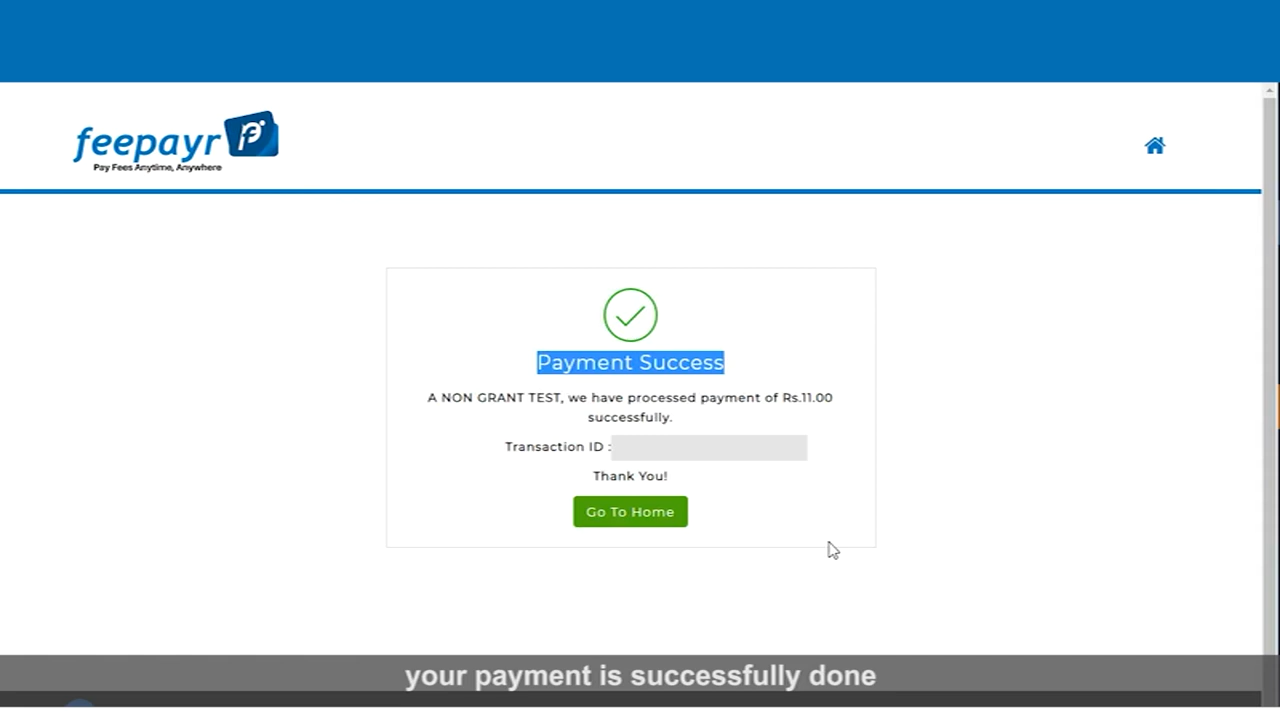 feepayr
Pay Fees Anytime, Anywhere
Payment Success
A NON GRANT TEST, we have processed payment of Rs.11.00
successfully.
Transaction ID :
Thank You!
Go To Home
your payment is successfully done